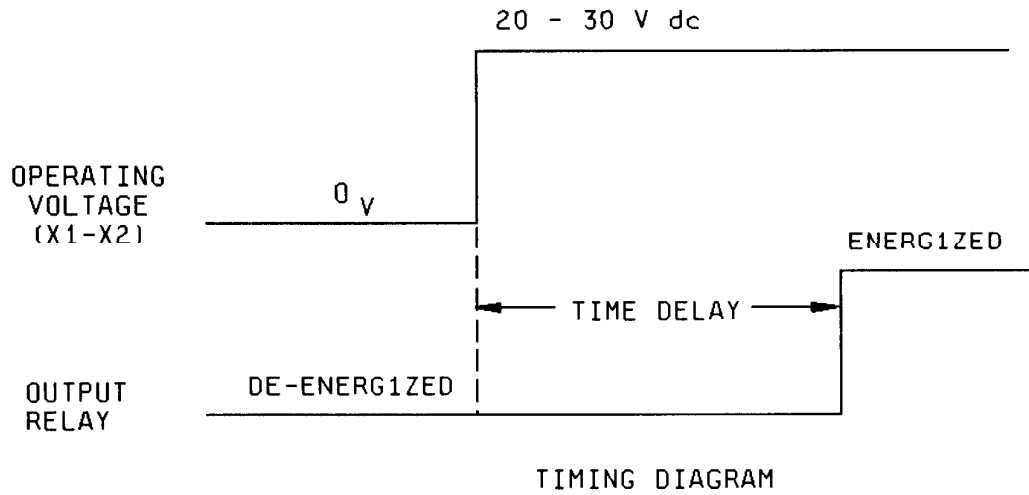 20 - 30 V dc
OPERATING
VOLTAGE
(X1-X2)
0 V
ENERG1ZED
TIME DELAY
OUTPUT
RELAY
DE-ENERG1ZED
TIMING DIAGRAM